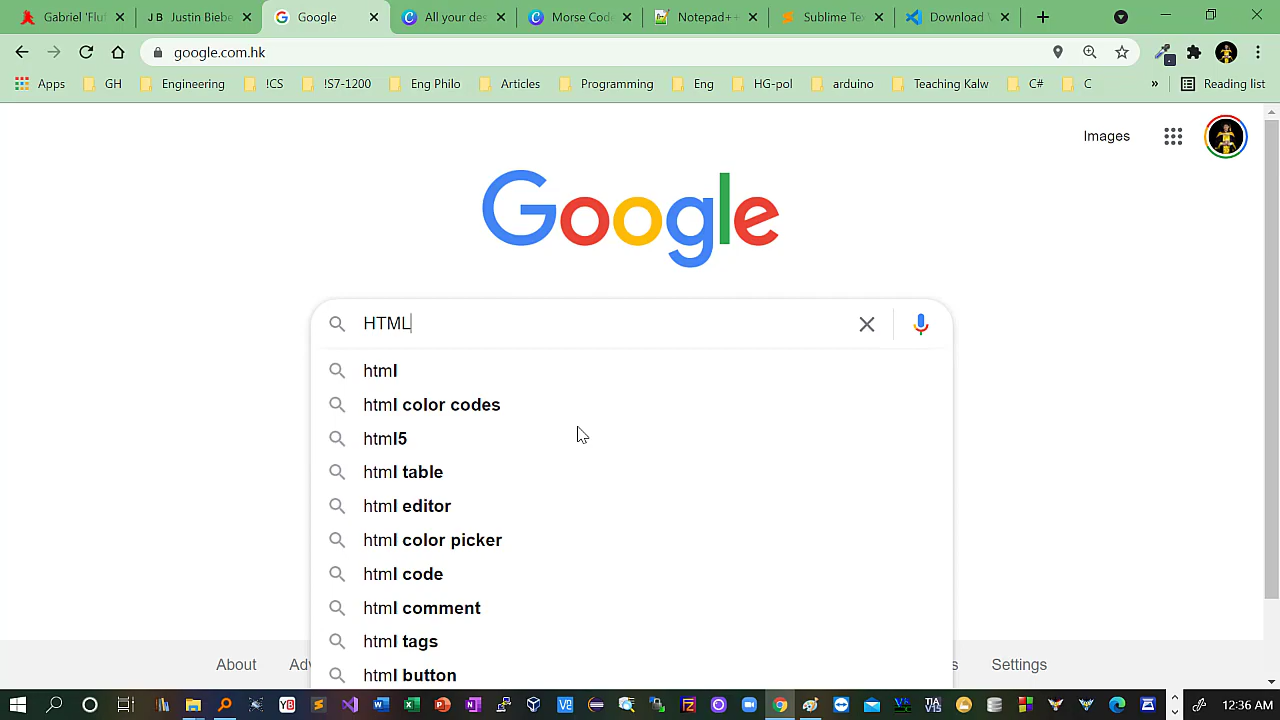 Gabriel 'Flut
J B Justin Biebe
Google
All your des
Morse Cod
Notepad++
Sublime Te
Download V
google.com.hk
Apps
GH
Engineering
!CS
!S7-1200
Eng Philo
Articles
Programming
Eng
HG-pol
arduino
Teaching Kalw
C#
C
»
Reading list
Images
Google
HTML
html
html color codes
html5
html table
html editor
html color picker
html code
html comment
html tags
html button
About
Adv
s
Settings
12:36 AM